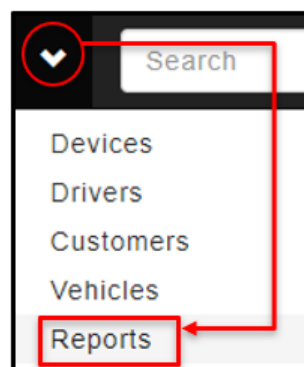 Search
Devices
Drivers
Customers
Vehicles
Reports